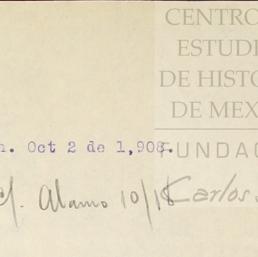 CENTRO
ESTUDI
DE HISTO
DE MEX
n. Oct 2 de 1,908.
FUNDAC
Carlos
Alamo 10/18